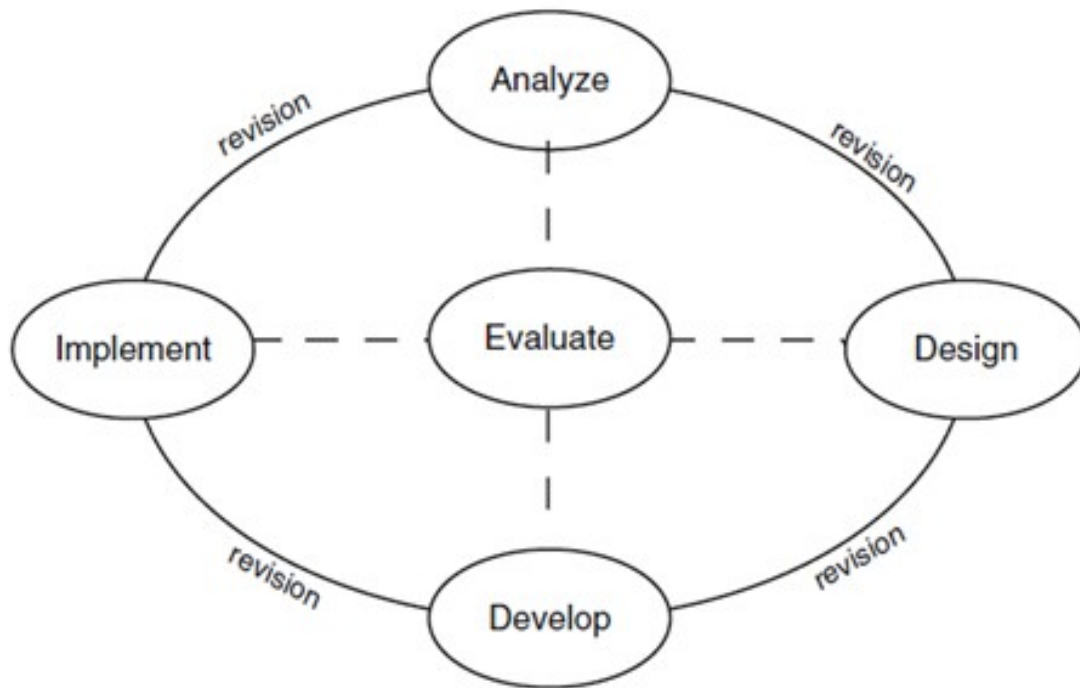 Analyze
revision
revision
Implement
Evaluate
Design
revision
revision
Develop